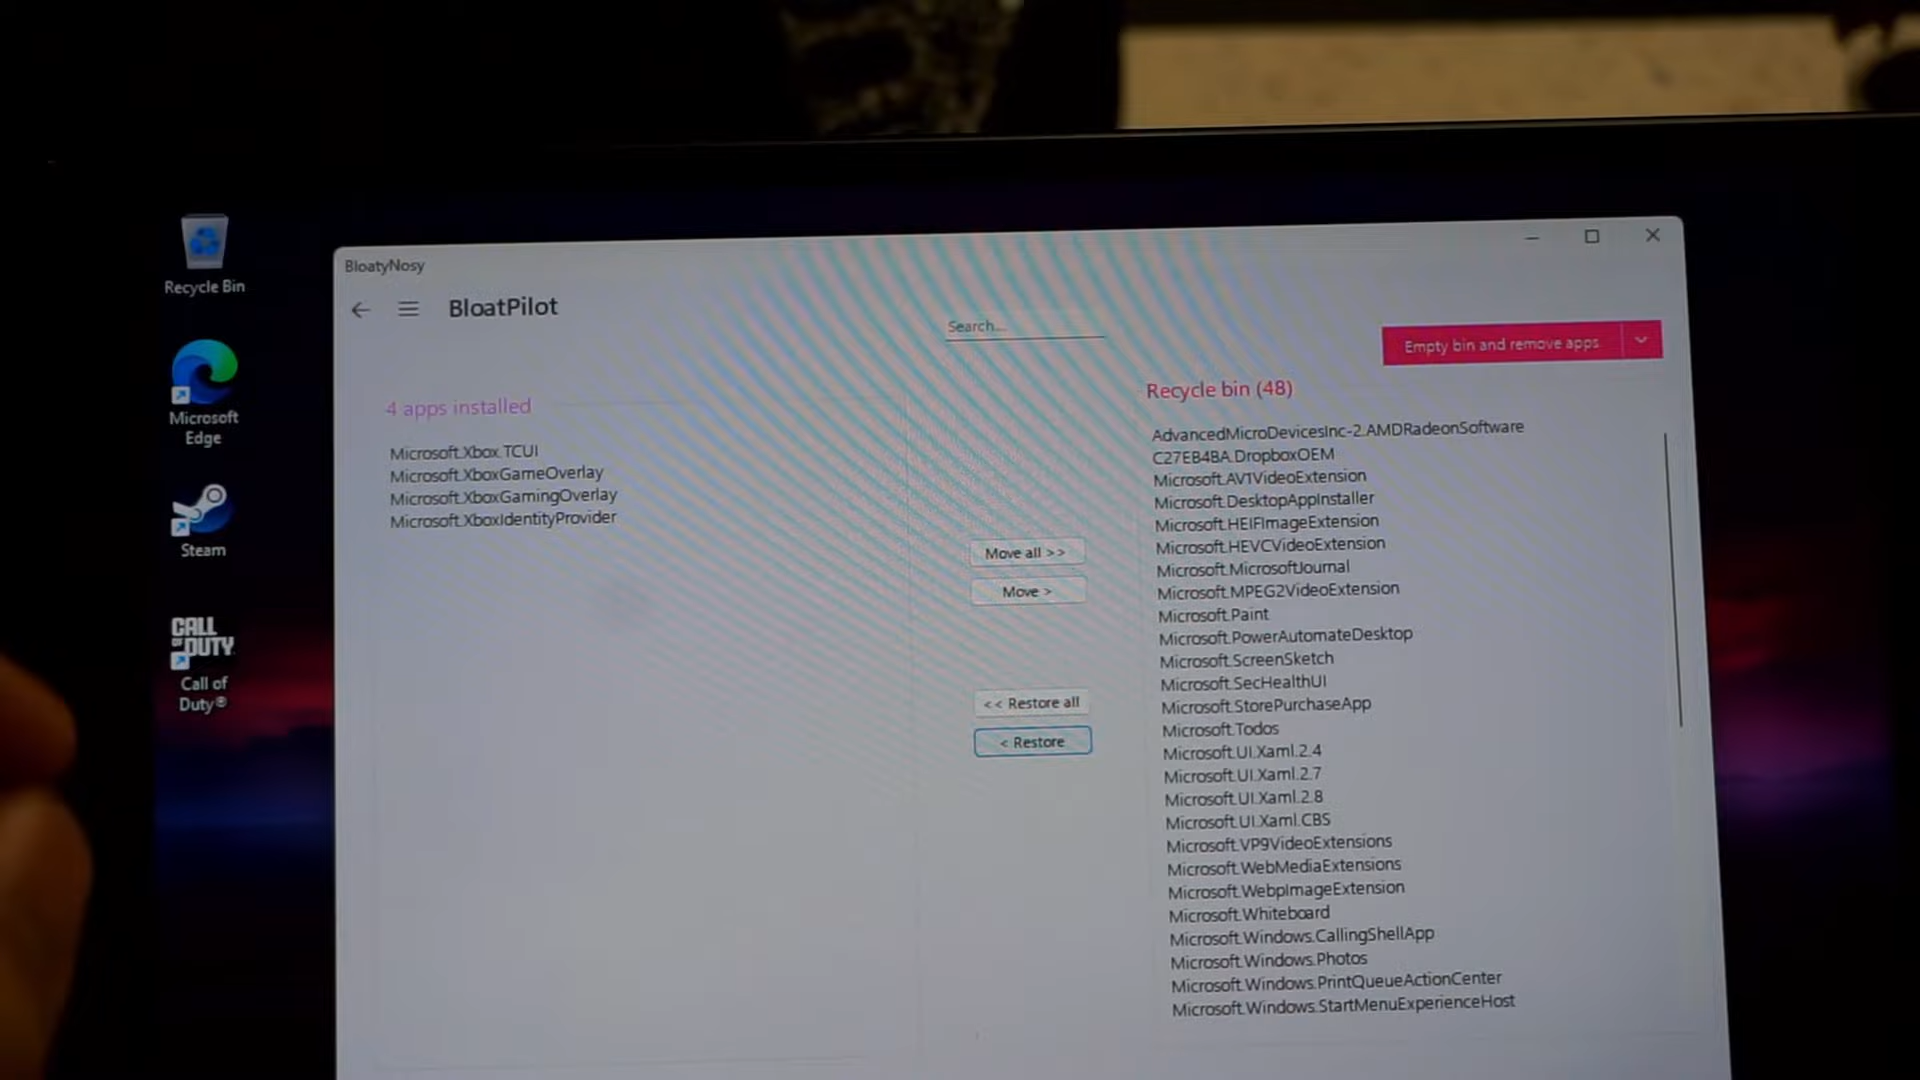 Recycle Bin
Microsoft
Edge
Steam
CALL
OF DUTY
Call of
Duty®
BloatyNosy
BloatPilot
Search...
Empty bin and remove apps
4 apps installed
Microsoft.Xbox.TCUI
Microsoft.XboxGameOverlay
Microsoft.XboxGamingOverlay
Microsoft.XboxIdentityProvider
Move all >>
Move >
<< Restore all
< Restore
Recycle bin (48)
AdvancedMicroDevicesInc-2.AMDRadeonSoftware
C27EB4BA.DropboxOEM
Microsoft.AV1VideoExtension
Microsoft.DesktopAppInstaller
Microsoft.HEIFImageExtension
Microsoft.HEVCVideoExtension
Microsoft.MicrosoftJournal
Microsoft.MPEG2VideoExtension
Microsoft.Paint
Microsoft.PowerAutomateDesktop
Microsoft.ScreenSketch
Microsoft.SecHealthUI
Microsoft.StorePurchaseApp
Microsoft.Todos
Microsoft.UI.Xaml.2.4
Microsoft.UI.Xaml.2.7
Microsoft.UI.Xaml.2.8
Microsoft.UI.Xaml.CBS
Microsoft.VP9VideoExtensions
Microsoft.WebMediaExtensions
Microsoft.WebpImageExtension
Microsoft.Whiteboard
Microsoft.Windows.CallingShellApp
Microsoft.Windows.Photos
Microsoft.Windows.PrintQueueActionCenter
Microsoft.Windows.StartMenuExperienceHost